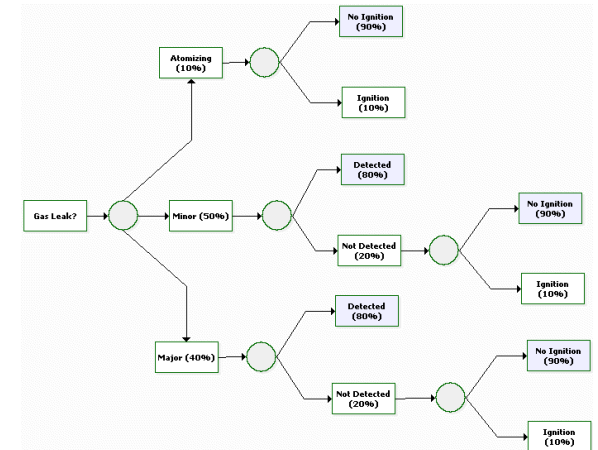 No Ignition
(90%)
Atomizing
(10%)
Ignition
(10%)
Detected
(80%)
No Ignition
(90%)
Gas Leak?
Minor (50%)
Not Detected
(20%)
Ignition
(10%)
Detected
(80%)
No Ignition
(90%)
Major (40%)
Not Detected
(20%)
Ignition
(10%)